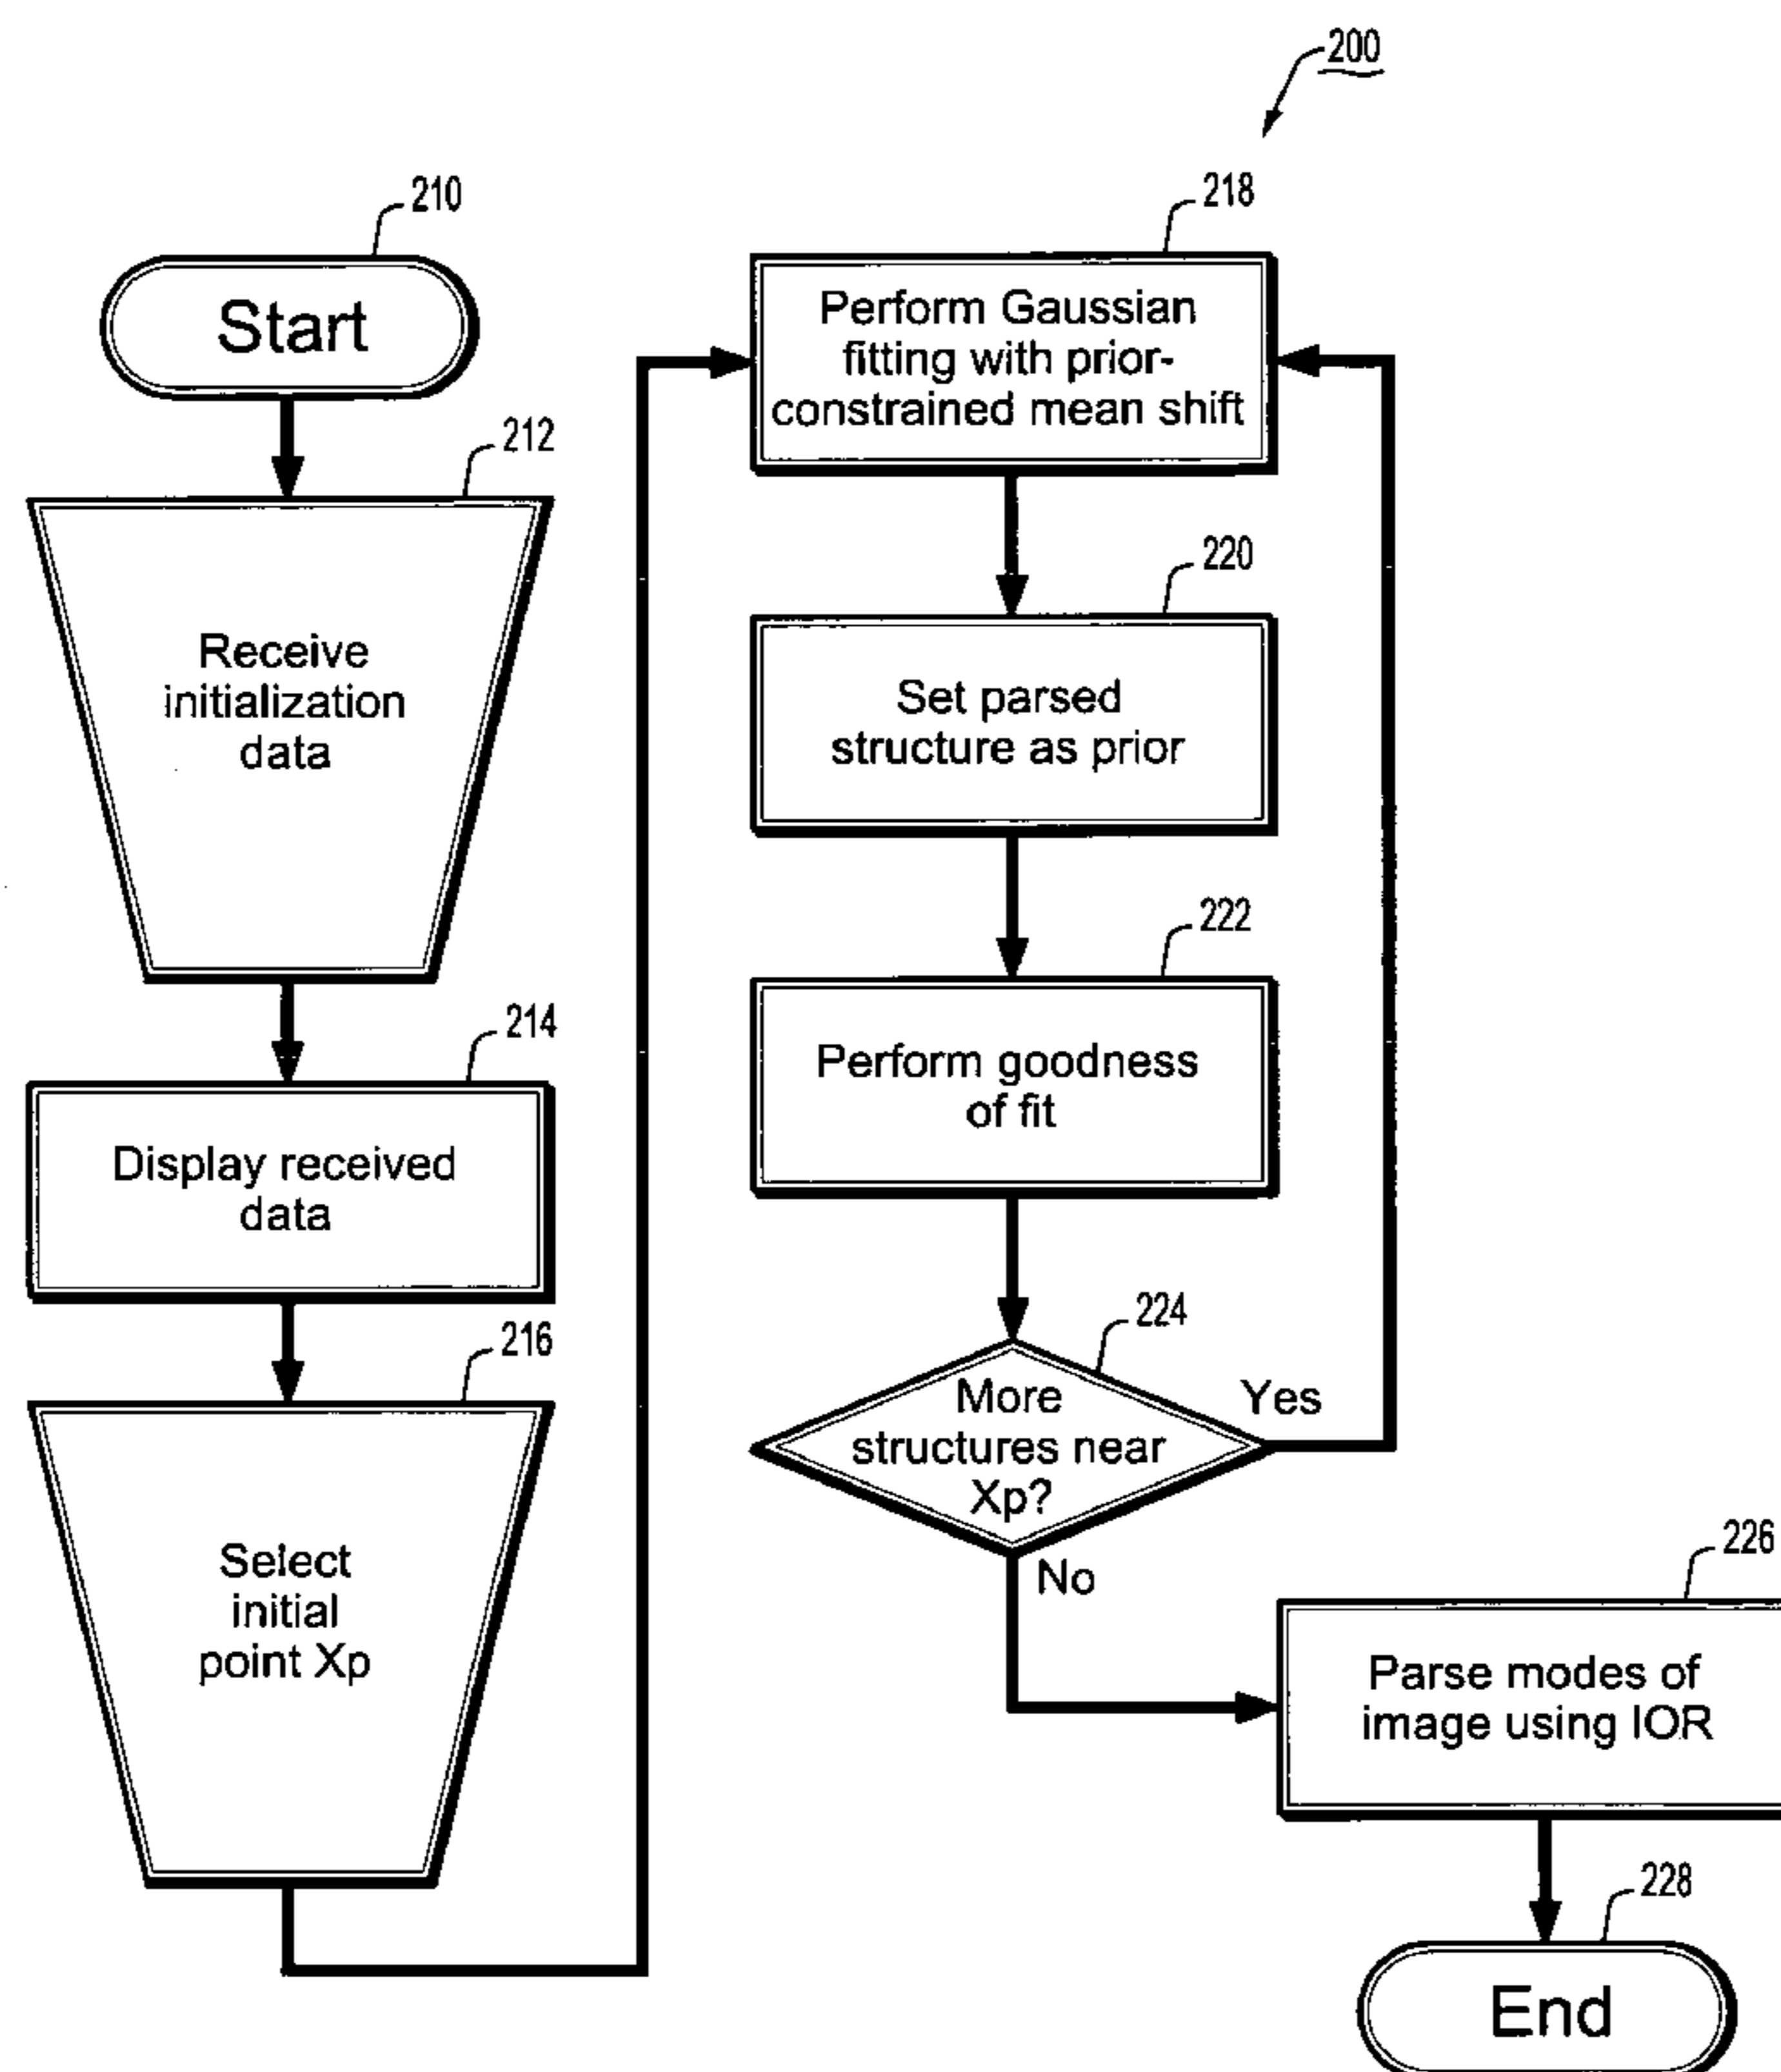 200
210
Start
212
Receive
initialization
data
214
Display received
data
216
Select
initial
point Xp
218
Perform Gaussian
fitting with prior-
constrained mean shift
220
Set parsed
structure as prior
222
Perform goodness
of fit
224
More
structures near
Xp?
Yes
No
226
Parse modes of
image using IOR
228
End